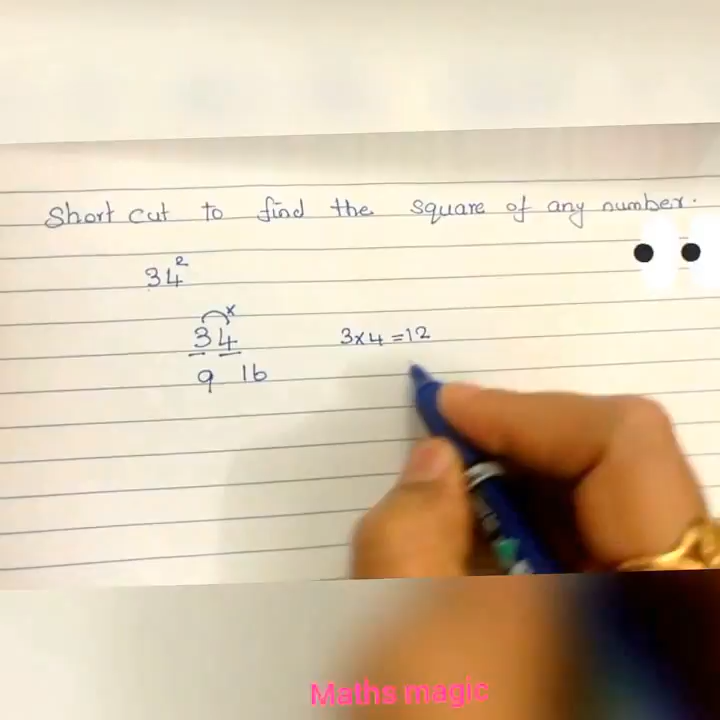 Short cut to find the square of any number.
34²
34 x 3x4=12
9 16
Maths magic